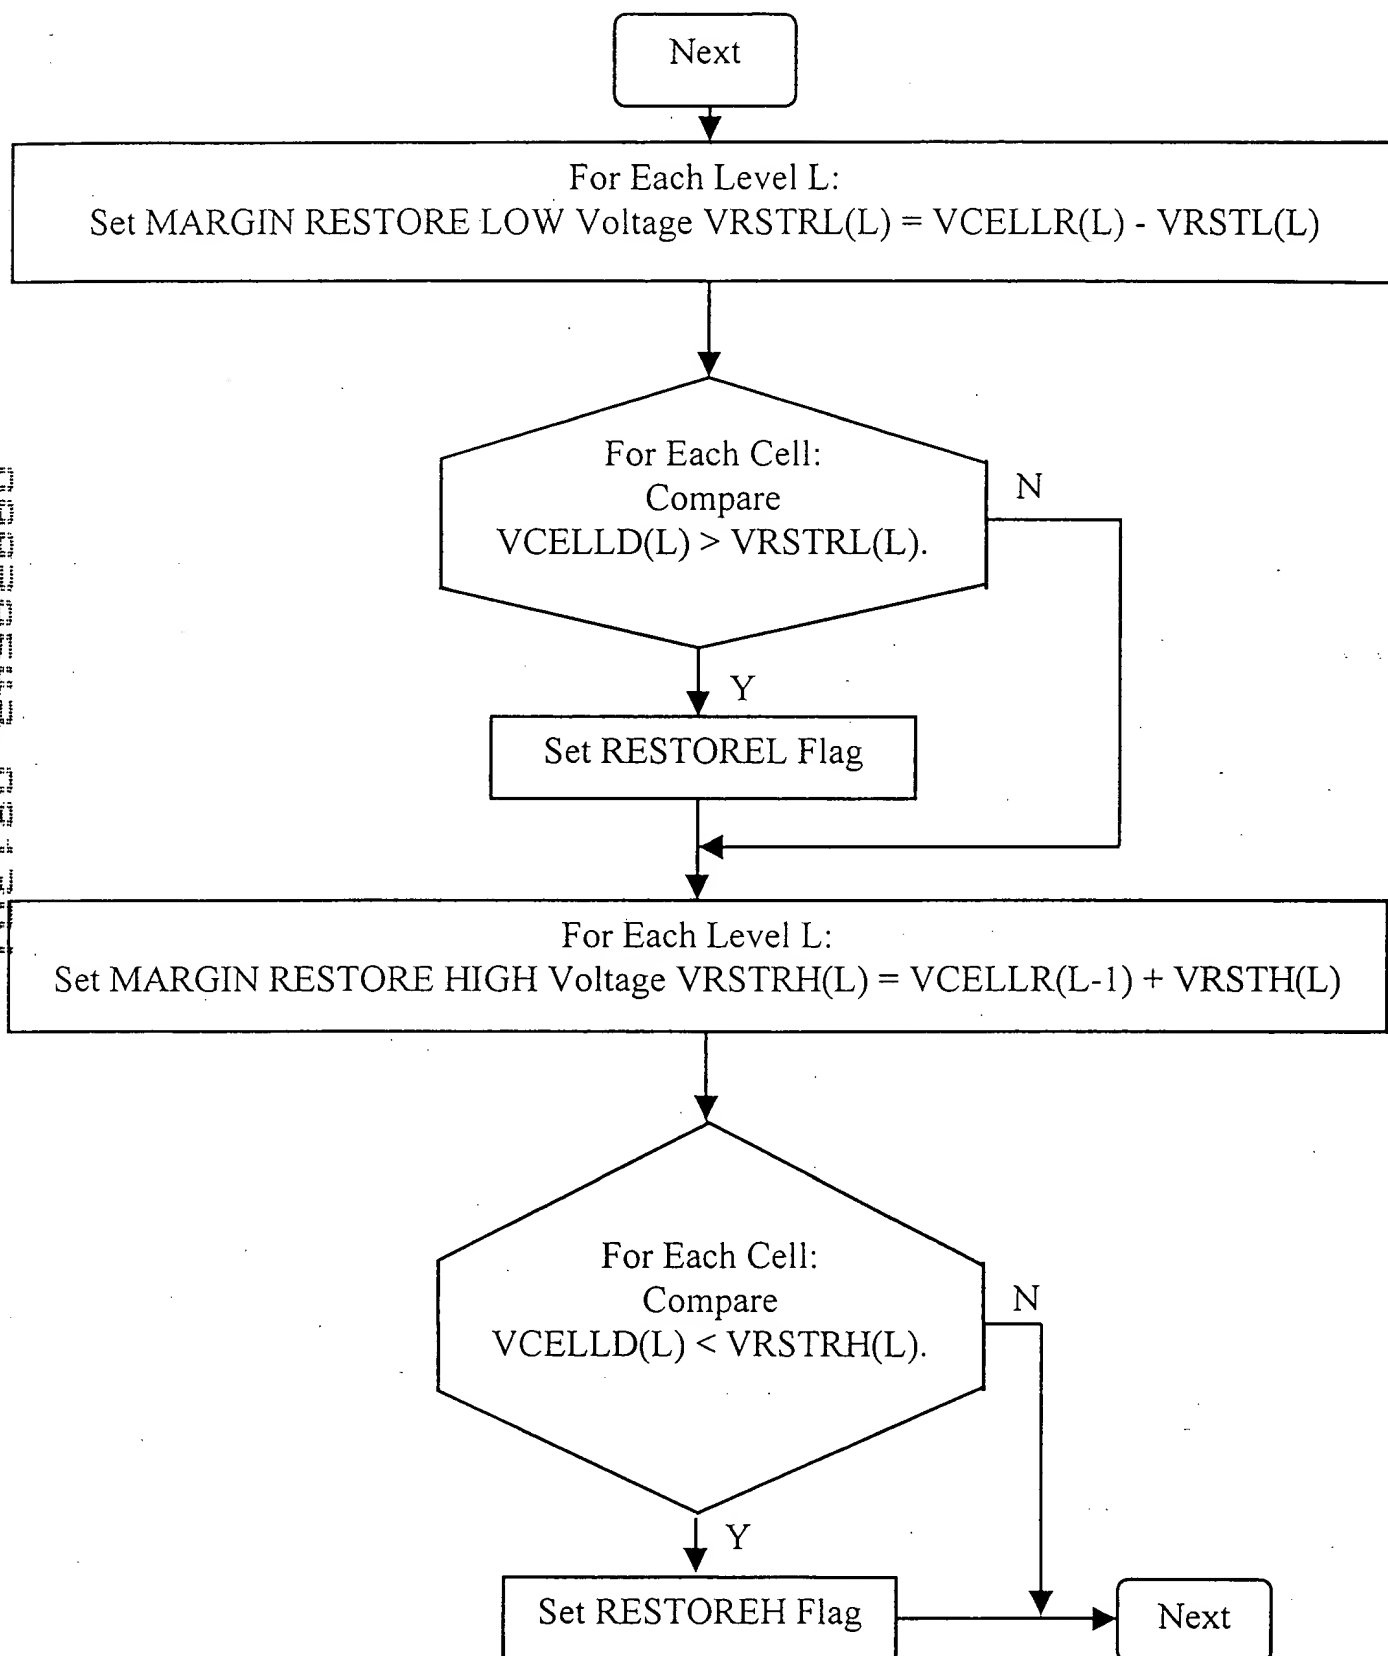 Next
For Each Level L:
Set MARGIN RESTORE LOW Voltage VRSTRL(L) = VCELLR(L) - VRSTL(L)
For Each Cell:
Compare
VCELLD(L) > VRSTRL(L).
N
Y
Set RESTOREL Flag
For Each Level L:
Set MARGIN RESTORE HIGH Voltage VRSTRH(L) = VCELLR(L-1) + VRSTH(L)
For Each Cell:
Compare
VCELLD(L) < VRSTRH(L).
N
Y
Set RESTOREH Flag
Next